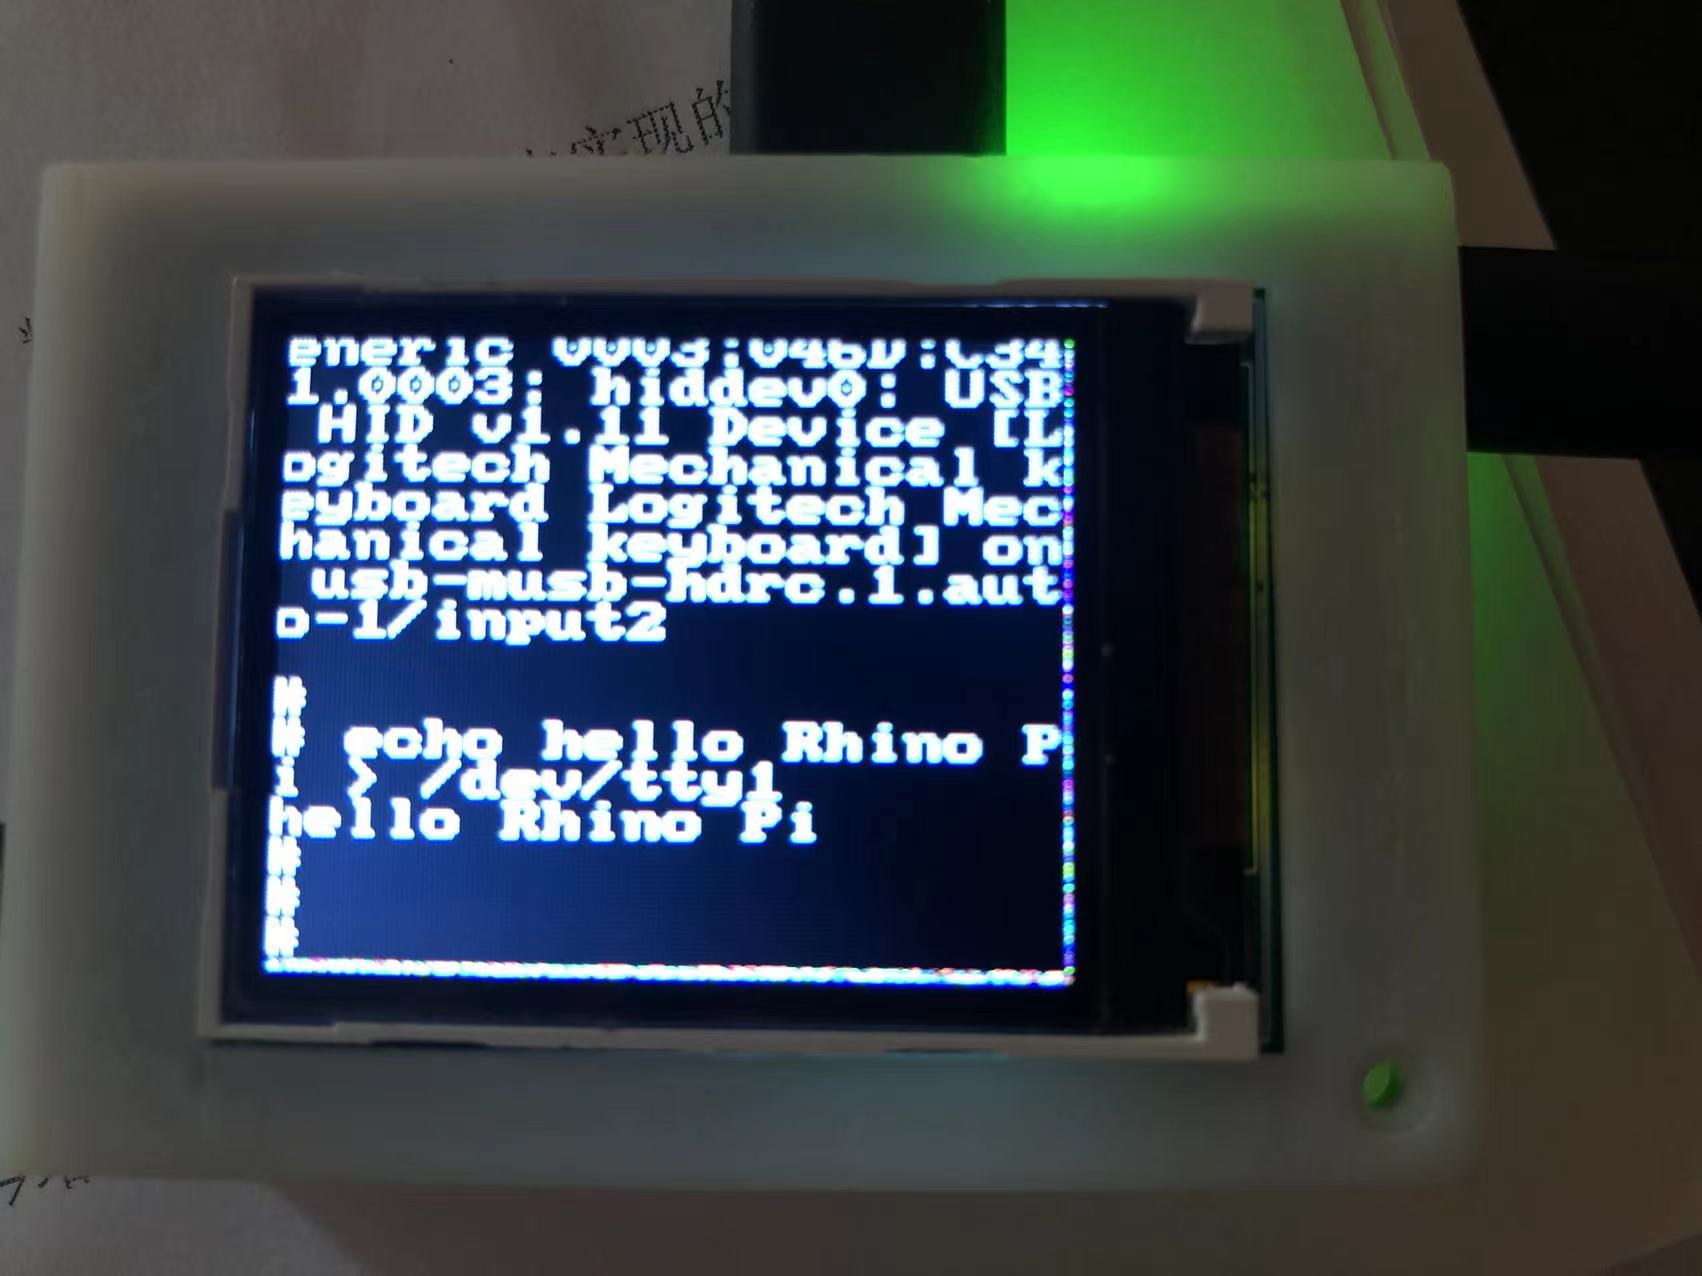 实现的
eneric 0003:046D:C34
1.0003: hiddev0: USB
HID v1.11 Device [L
ogitech Mechanical k
eyboard Logitech Mec
hanical keyboard] on
usb-musb-hdrc.1.aut
o-1/input2
#
# echo hello Rhino P
i > /dev/tty1
hello Rhino Pi
#
#
#